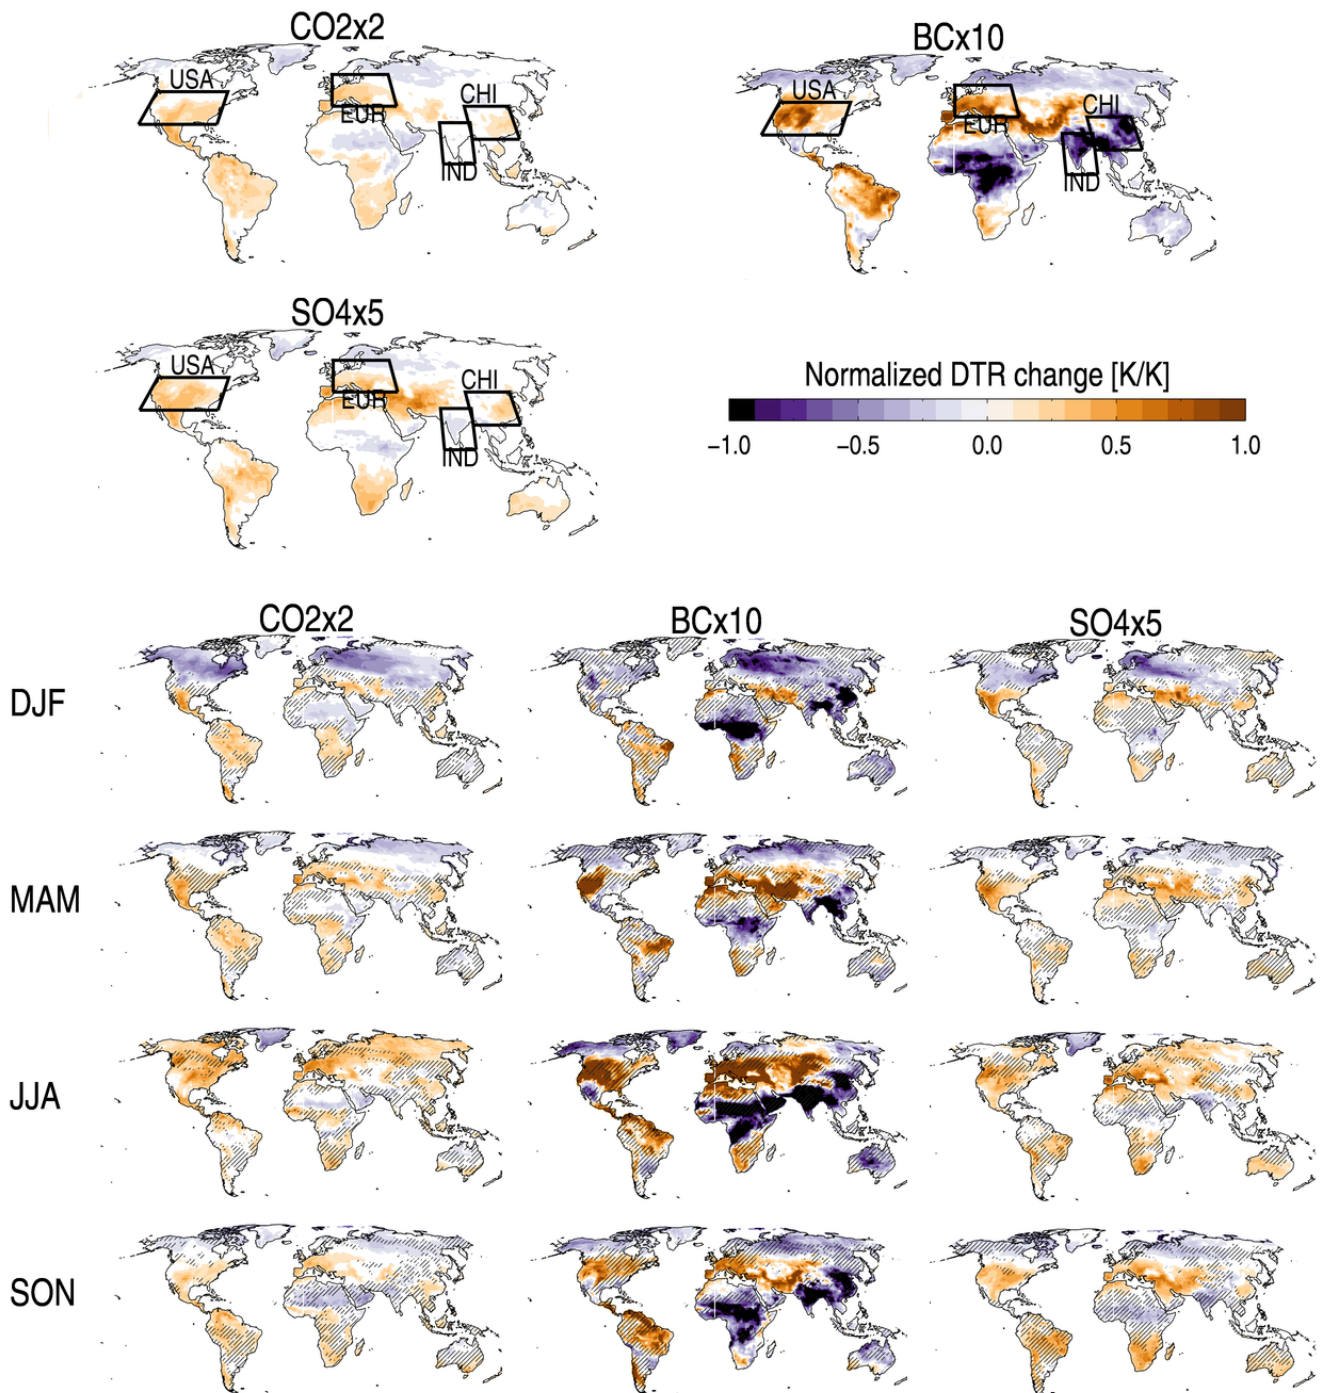 CO2x2
USA
EUR
CHI
IND
BCx10
USA
EUR
CHI
IND
SO4x5
USA
EUR
CHI
IND
Normalized DTR change [K/K]
−1.0 −0.5 0.0 0.5 1.0
CO2x2 BCx10 SO4x5
DJF
MAM
JJA
SON